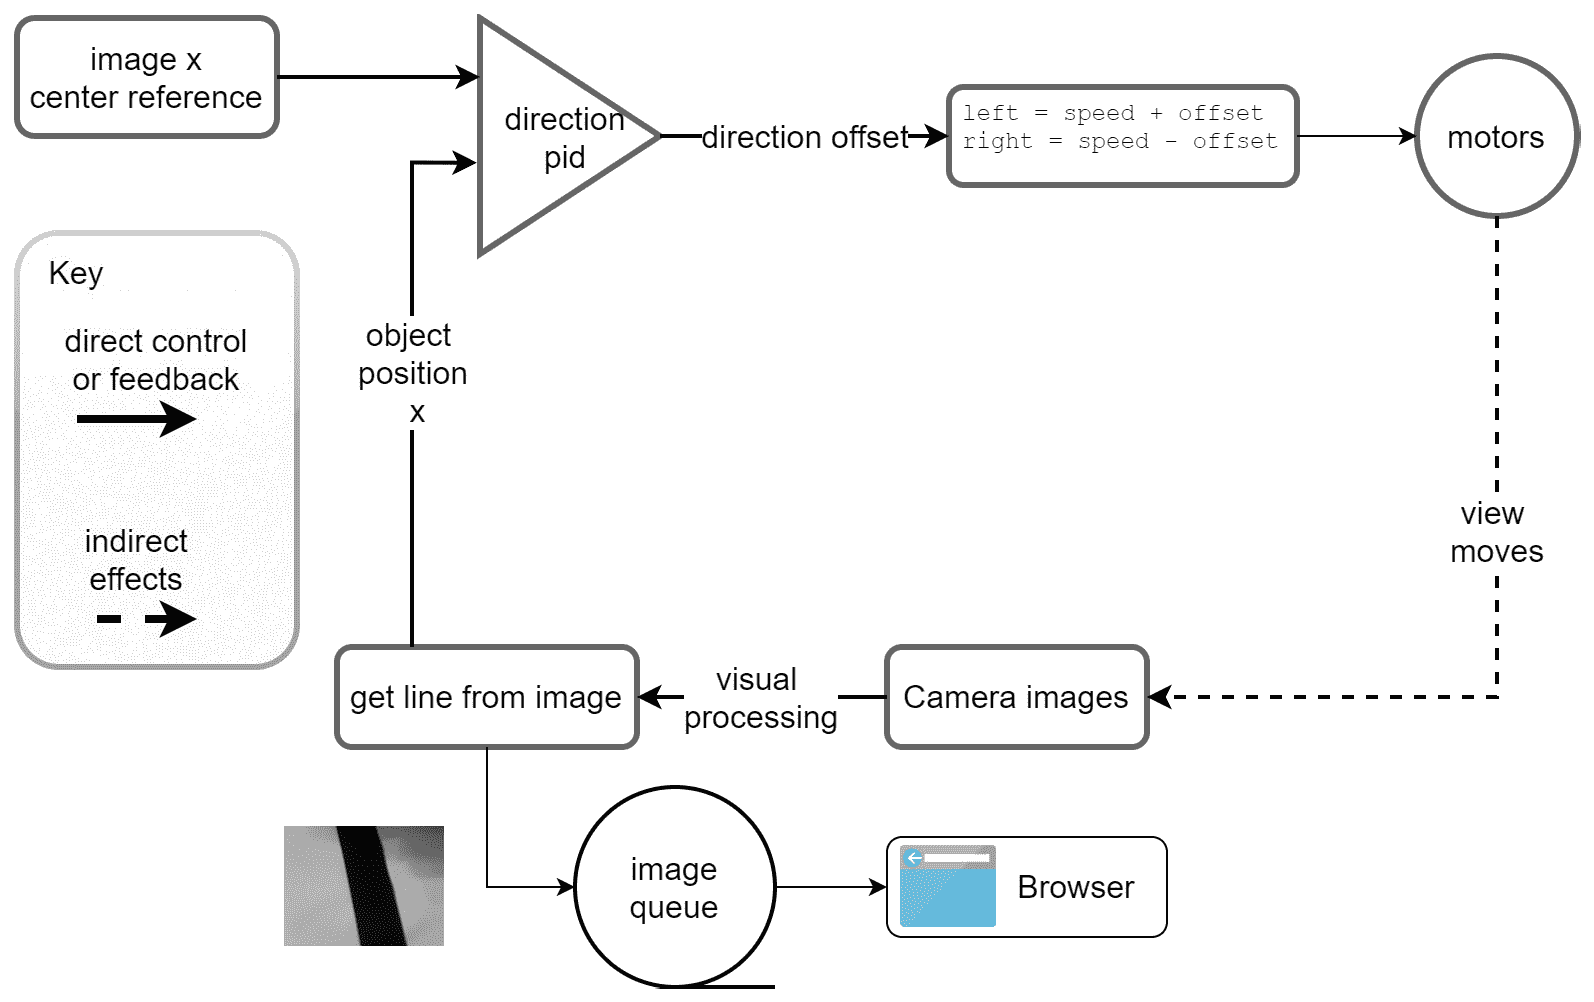 image x
center reference
direction
pid
direction offset
left = speed + offset
right = speed - offset
motors
Key
direct control
or feedback
indirect
effects
object
position
x
view
moves
get line from image
visual
processing
Camera images
image
queue
Browser